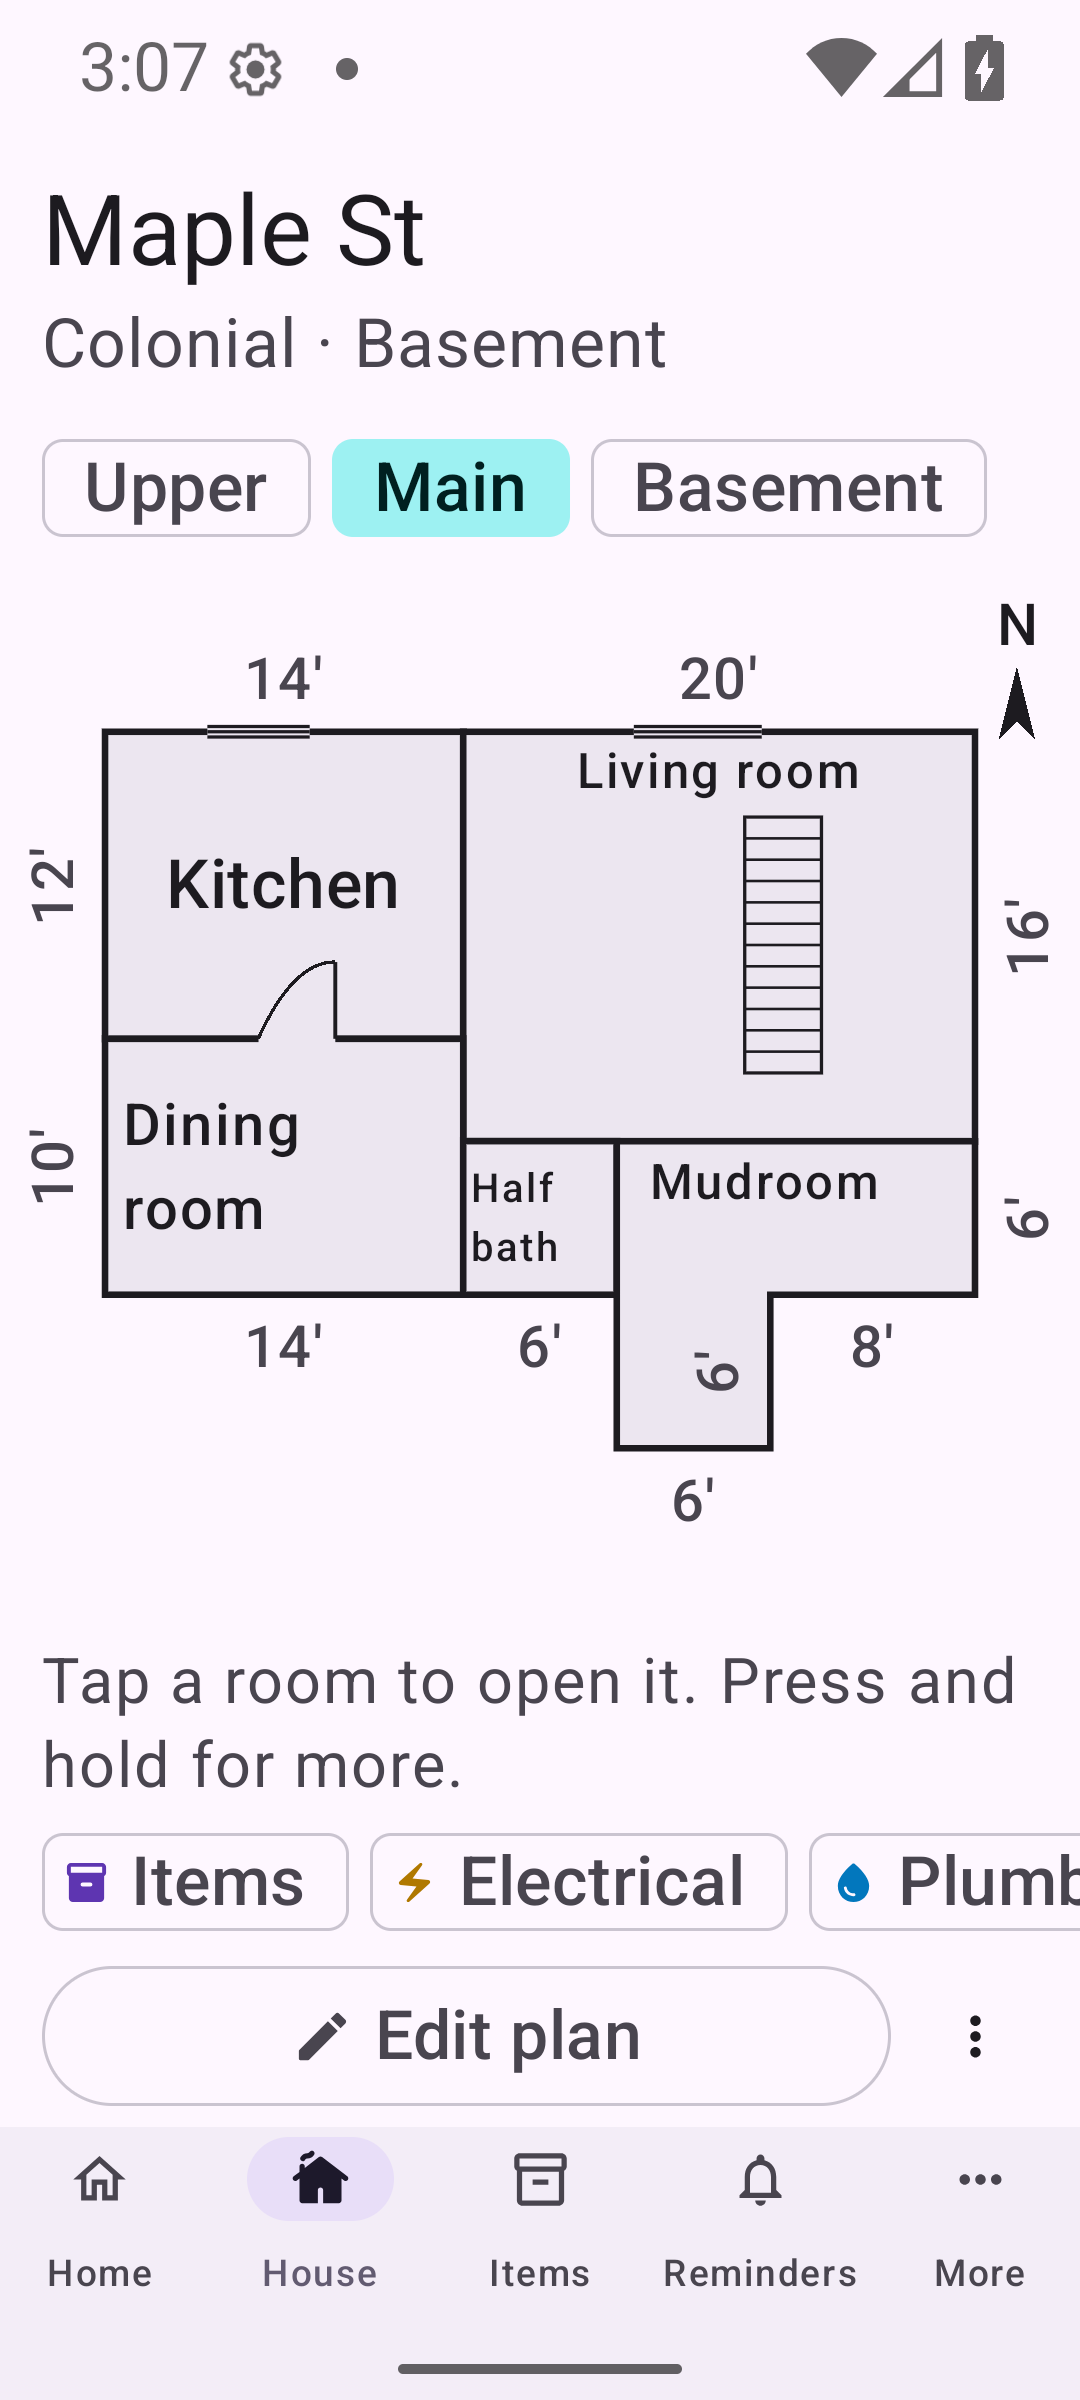 3:07
Maple St
Colonial · Basement
Upper Main Basement
N
14' 20'
Living room
12'
Kitchen
16'
Dining
room
10'
Half
bath
Mudroom
6'
14' 6' 6' 8'
6'
Tap a room to open it. Press and
hold for more.
Items Electrical Plumb
Edit plan
Home House Items Reminders More